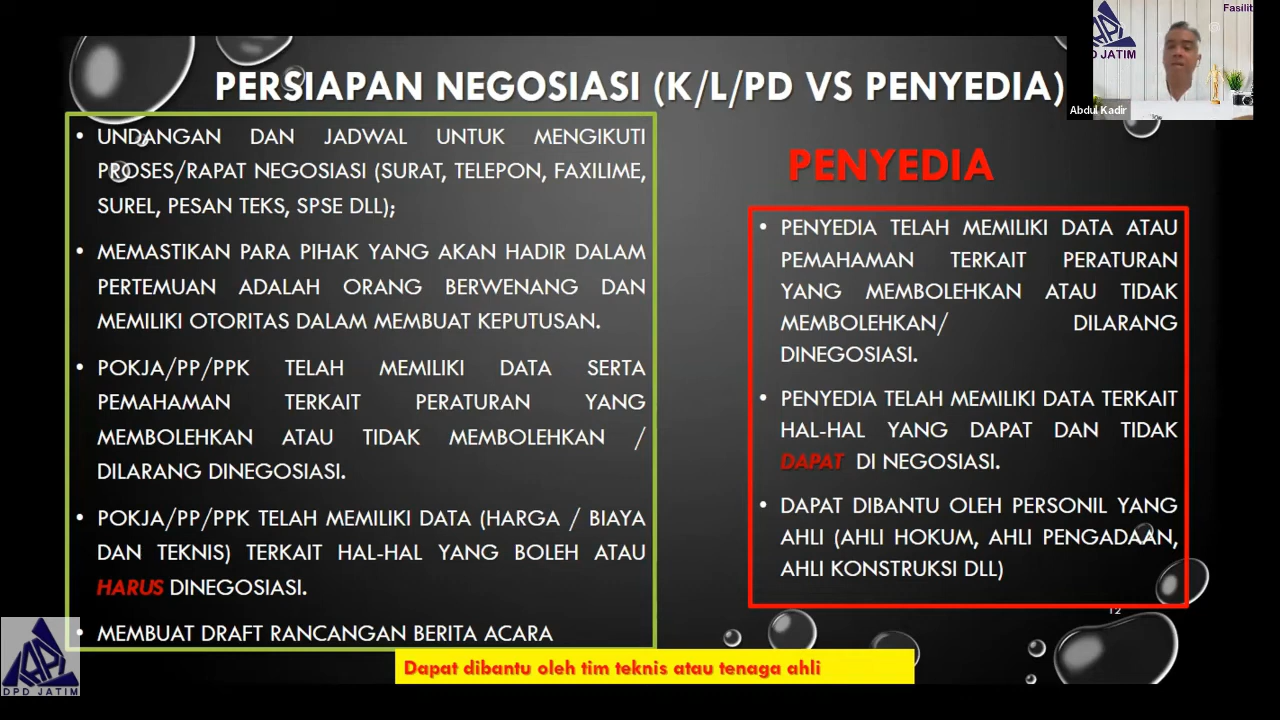 PERSIAPAN NEGOSIASI (K/L/PD VS PENYEDIA)
• UNDANGAN DAN JADWAL UNTUK MENGIKUTI
PROSES/RAPAT NEGOSIASI (SURAT, TELEPON, FAXILIME,
SUREL, PESAN TEKS, SPSE DLL);
• MEMASTIKAN PARA PIHAK YANG AKAN HADIR DALAM
PERTEMUAN ADALAH ORANG BERWENANG DAN
MEMILIKI OTORITAS DALAM MEMBUAT KEPUTUSAN.
• POKJA/PP/PPK TELAH MEMILIKI DATA SERTA
PEMAHAMAN TERKAIT PERATURAN YANG
MEMBOLEHKAN ATAU TIDAK MEMBOLEHKAN /
DILARANG DINEGOSIASI.
• POKJA/PP/PPK TELAH MEMILIKI DATA (HARGA / BIAYA
DAN TEKNIS) TERKAIT HAL-HAL YANG BOLEH ATAU
HARUS DINEGOSIASI.
• MEMBUAT DRAFT RANCANGAN BERITA ACARA
Dapat dibantu oleh tim teknis atau tenaga ahli
PENYEDIA
• PENYEDIA TELAH MEMILIKI DATA ATAU
PEMAHAMAN TERKAIT PERATURAN
YANG MEMBOLEHKAN ATAU TIDAK
MEMBOLEHKAN/ DILARANG
DINEGOSIASI.
• PENYEDIA TELAH MEMILIKI DATA TERKAIT
HAL-HAL YANG DAPAT DAN TIDAK
DAPAT DI NEGOSIASI.
• DAPAT DIBANTU OLEH PERSONIL YANG
AHLI (AHLI HUKUM, AHLI PENGADAAN,
AHLI KONSTRUKSI DLL)
12
Fasilit
Abdul Kadir
DPD JATIM